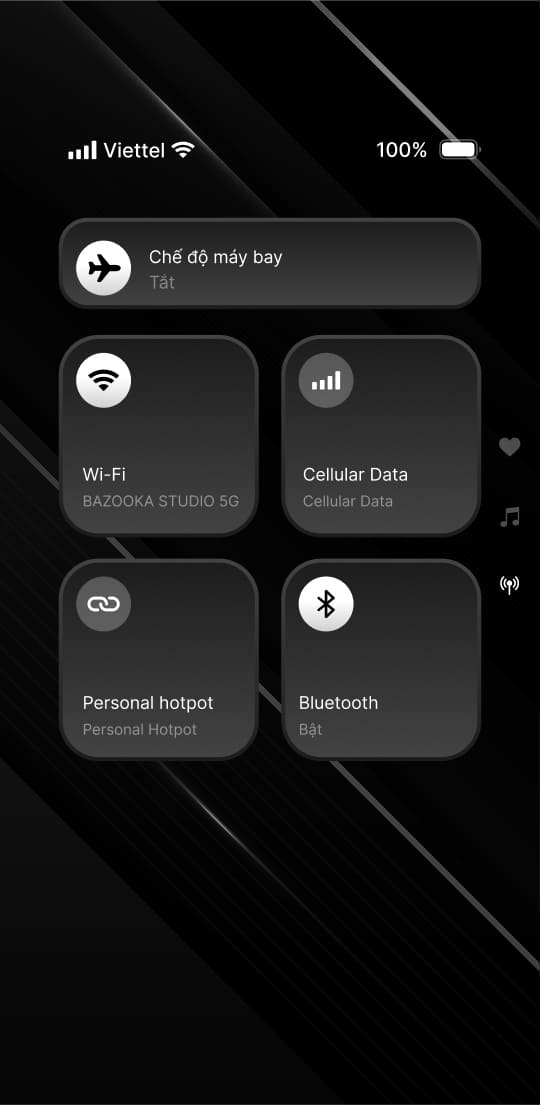 Viettel 100%
Chế độ máy bay
Tắt
Wi-Fi
BAZOOKA STUDIO 5G
Cellular Data
Cellular Data
Personal hotpot
Personal Hotpot
Bluetooth
Bật